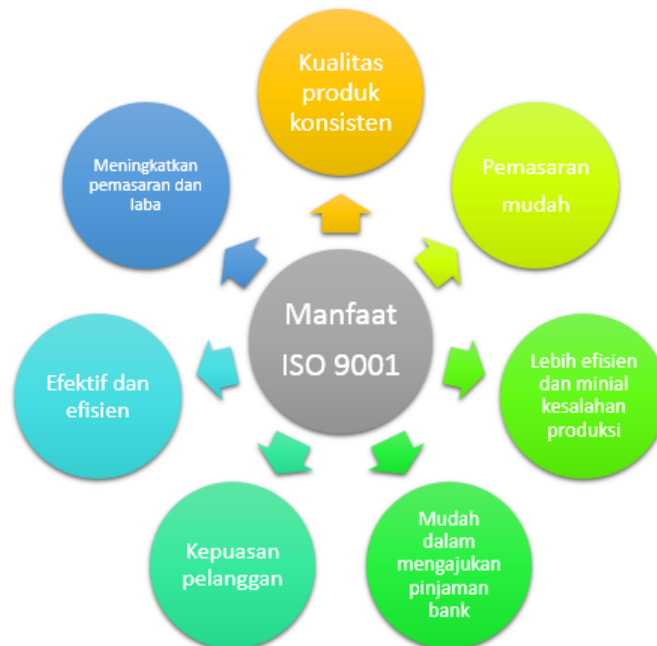 Kualitas
produk
konsisten
Pemasaran
mudah
Lebih efisien
dan minial
kesalahan
produksi
Mudah
dalam
mengajukan
pinjaman
bank
Kepuasan
pelanggan
Efektif dan
efisien
Meningkatkan
pemasaran dan
laba
Manfaat
ISO 9001